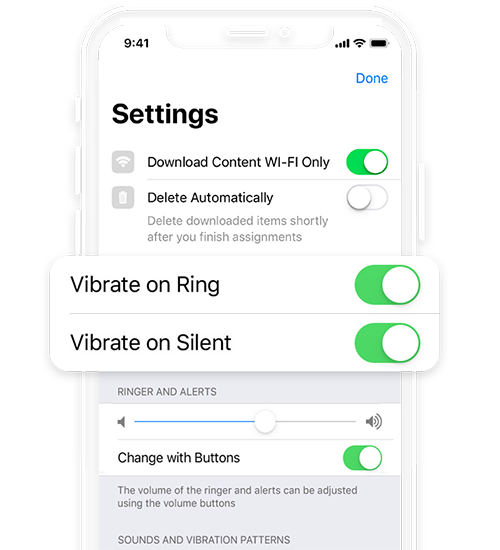 9:41
Done
Settings
Download Content WI-FI Only
Delete Automatically
Delete downloaded items shortly
after you finish assignments
Vibrate on Ring
Vibrate on Silent
RINGER AND ALERTS
Change with Buttons
The volume of the ringer and alerts can be adjusted
using the volume buttons
SOUNDS AND VIBRATION PATTERNS